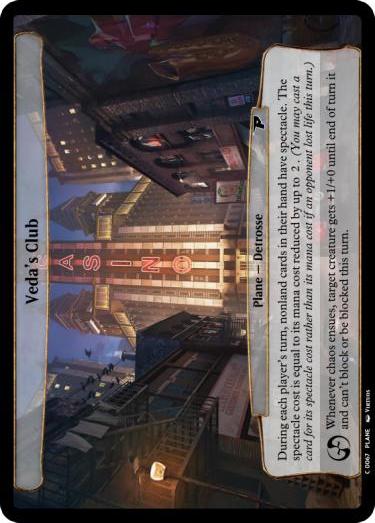 Veda's Club
CASINO
Plane — Detrosse
During each player's turn, nonland cards in their hand have spectacle. The
spectacle cost is equal to its mana cost reduced by up to 2 . (You may cast a
card for its spectacle cost rather than its mana cost if an opponent lost life this turn.)
Whenever chaos ensues, target creature gets +1/+0 until end of turn it
and can't block or be blocked this turn.
C 0067 PLANE Viamos